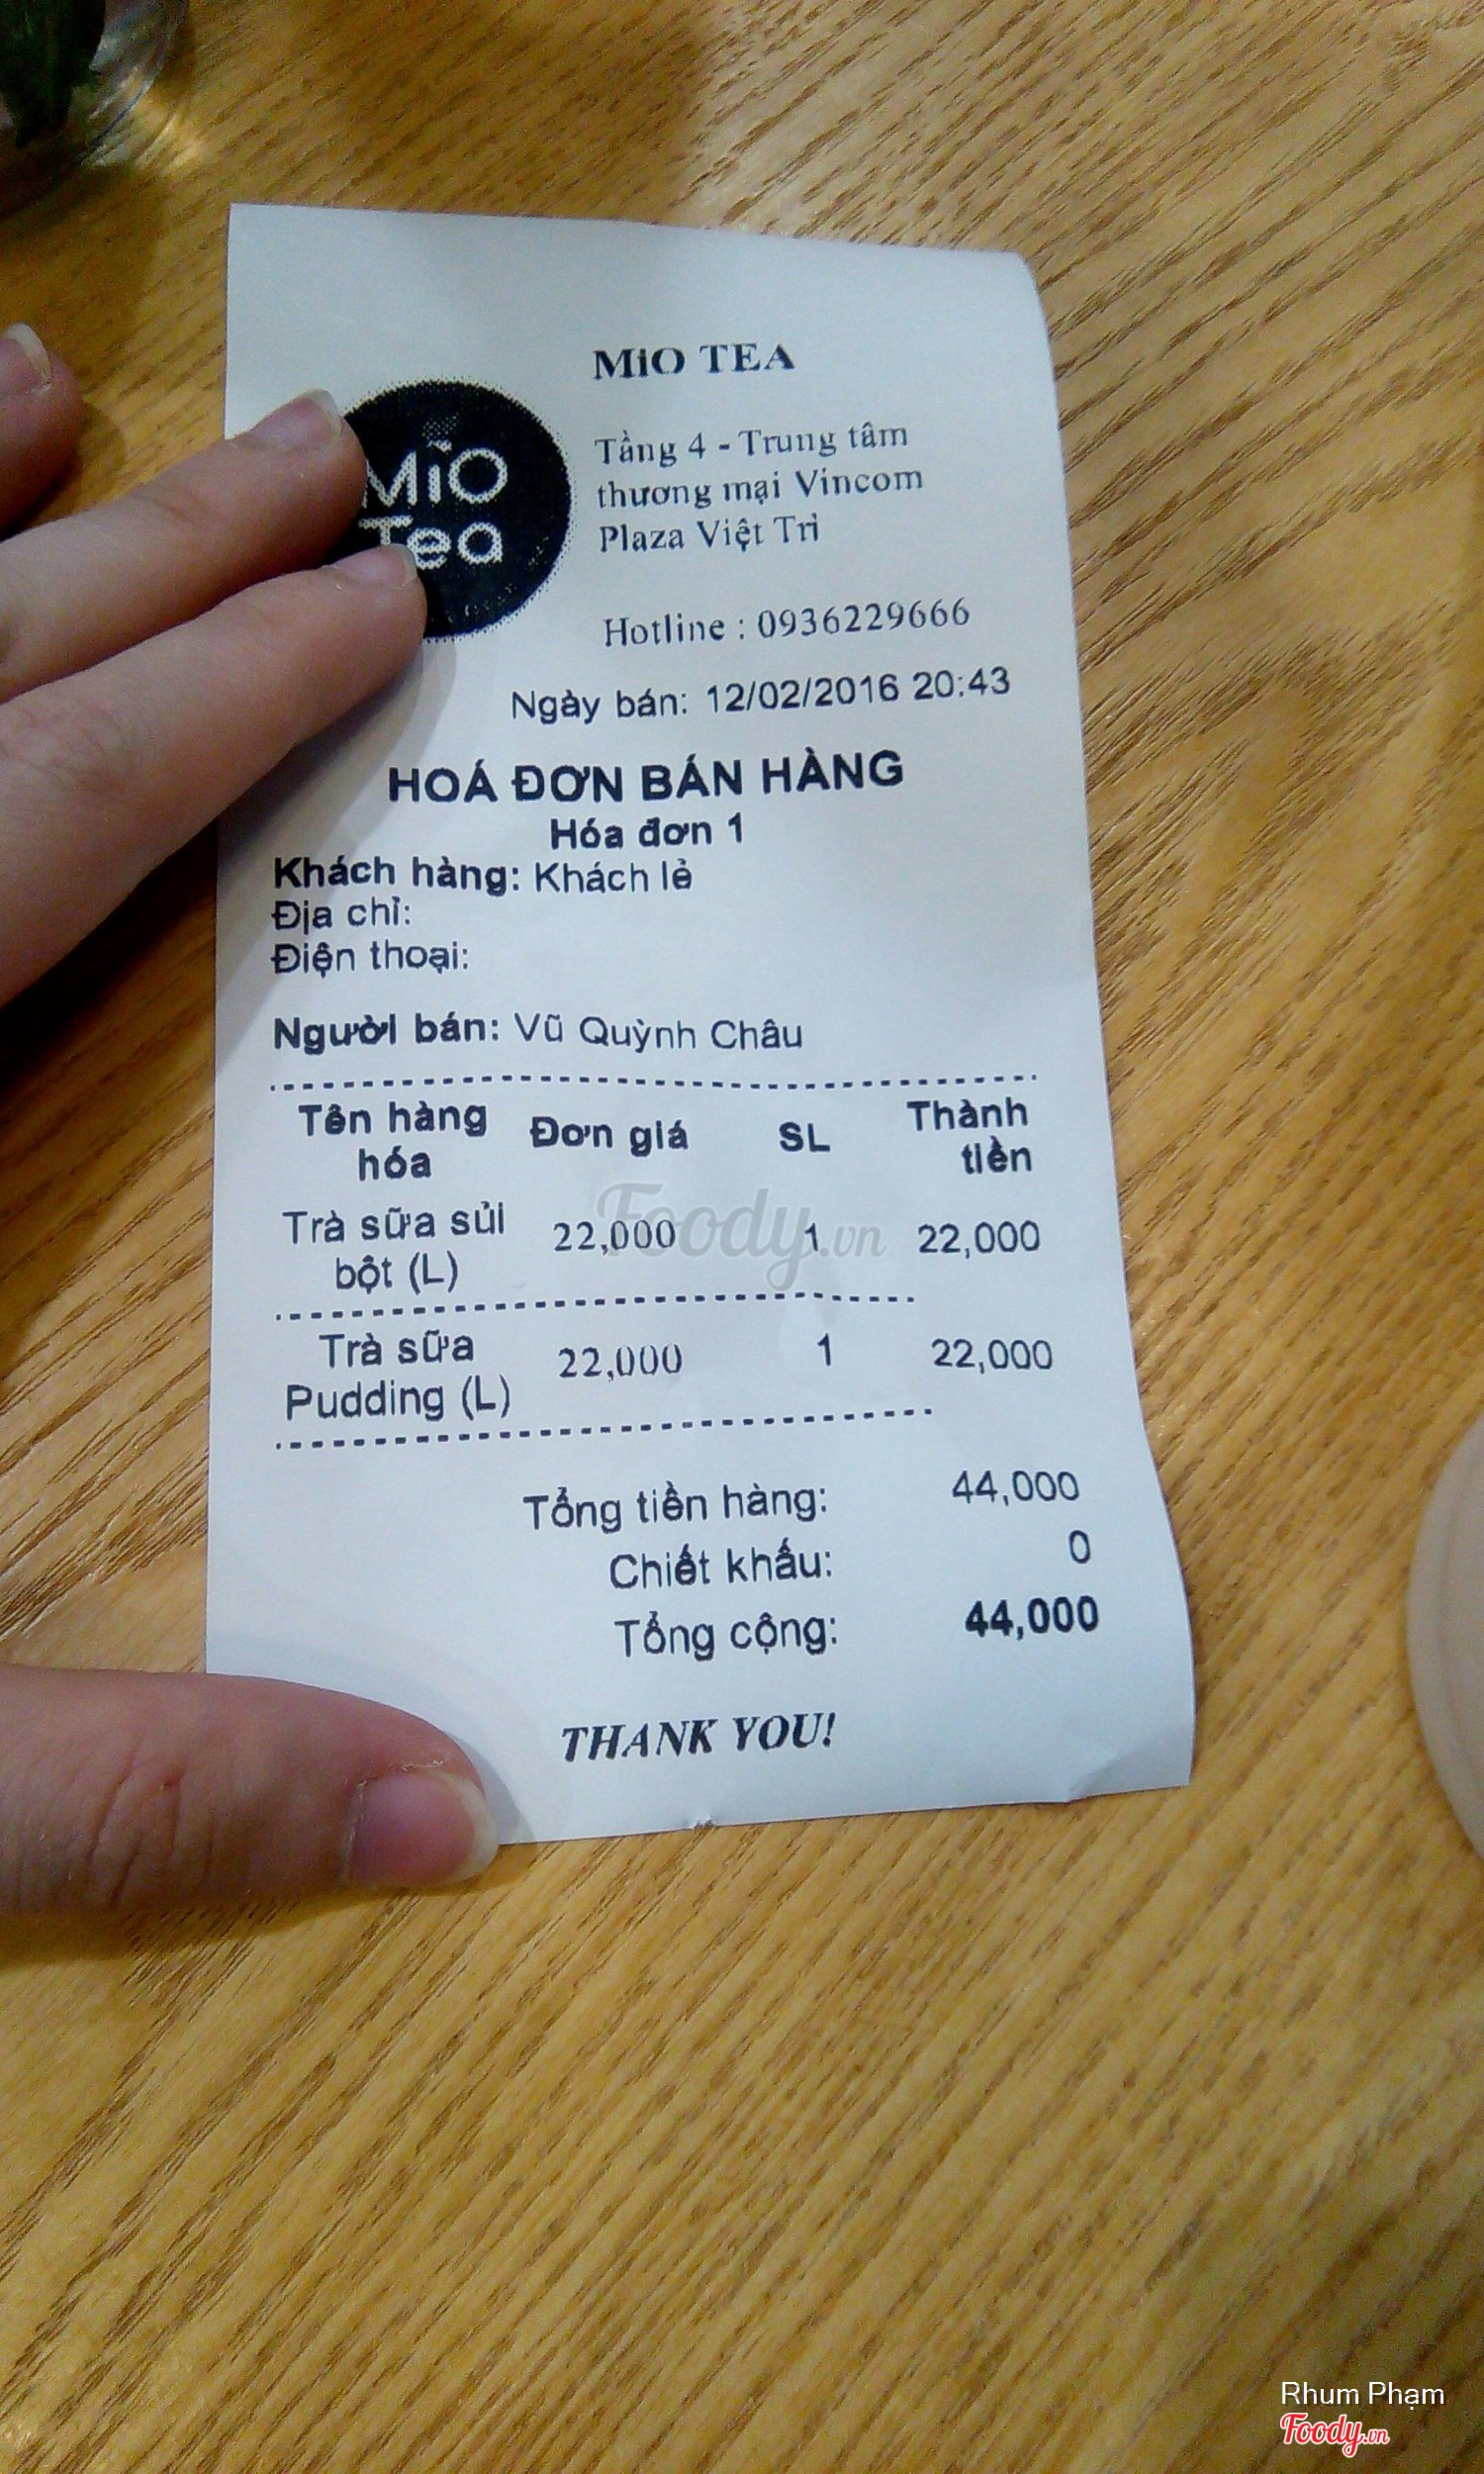 MiO TEA
MiO
Tea
Tầng 4 - Trung tâm
thương mại Vincom
Plaza Việt Trì
Hotline : 0936229666
Ngày bán: 12/02/2016 20:43
HOÁ ĐƠN BÁN HÀNG
Hóa đơn 1
Khách hàng: Khách lẻ
Địa chỉ:
Điện thoại:
Người bán: Vũ Quỳnh Châu
Tên hàng hóa Đơn giá SL Thành tiền
Trà sữa sủi bột (L) 22,000 1 22,000
Foody.vn
Trà sữa Pudding (L) 22,000 1 22,000
Tổng tiền hàng: 44,000
Chiết khấu: 0
Tổng cộng: 44,000
THANK YOU!
Rhum Phạm
Foody.vn